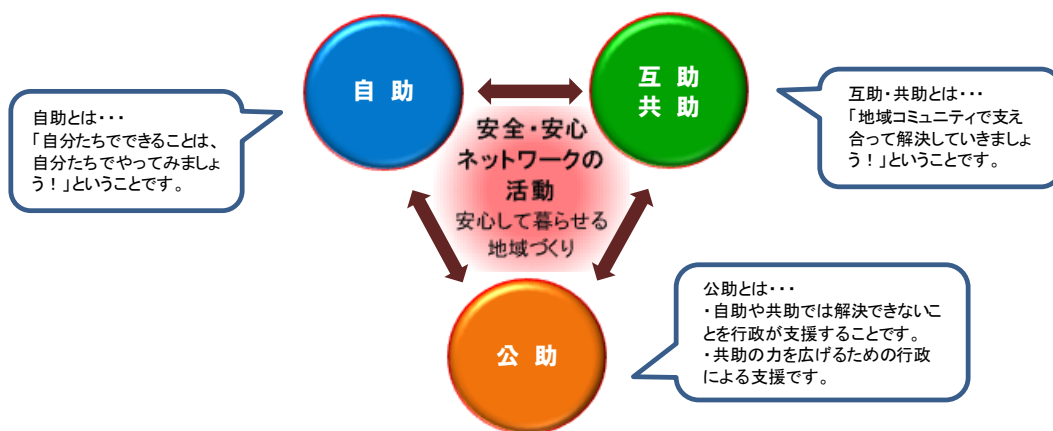 自 助
互 助
共 助
自助とは・・・
「自分たちでできることは、
自分たちでやってみましょ
う！」ということです。
互助・共助とは・・・
「地域コミュニティで支え
合って解決していきましょ
う！」ということです。
安全・安心
ネットワークの
活動
安心して暮らせる
地域づくり
公 助
公助とは・・・
・自助や共助では解決できないこ
とを行政が支援することです。
・共助の力を広げるための行政
による支援です。